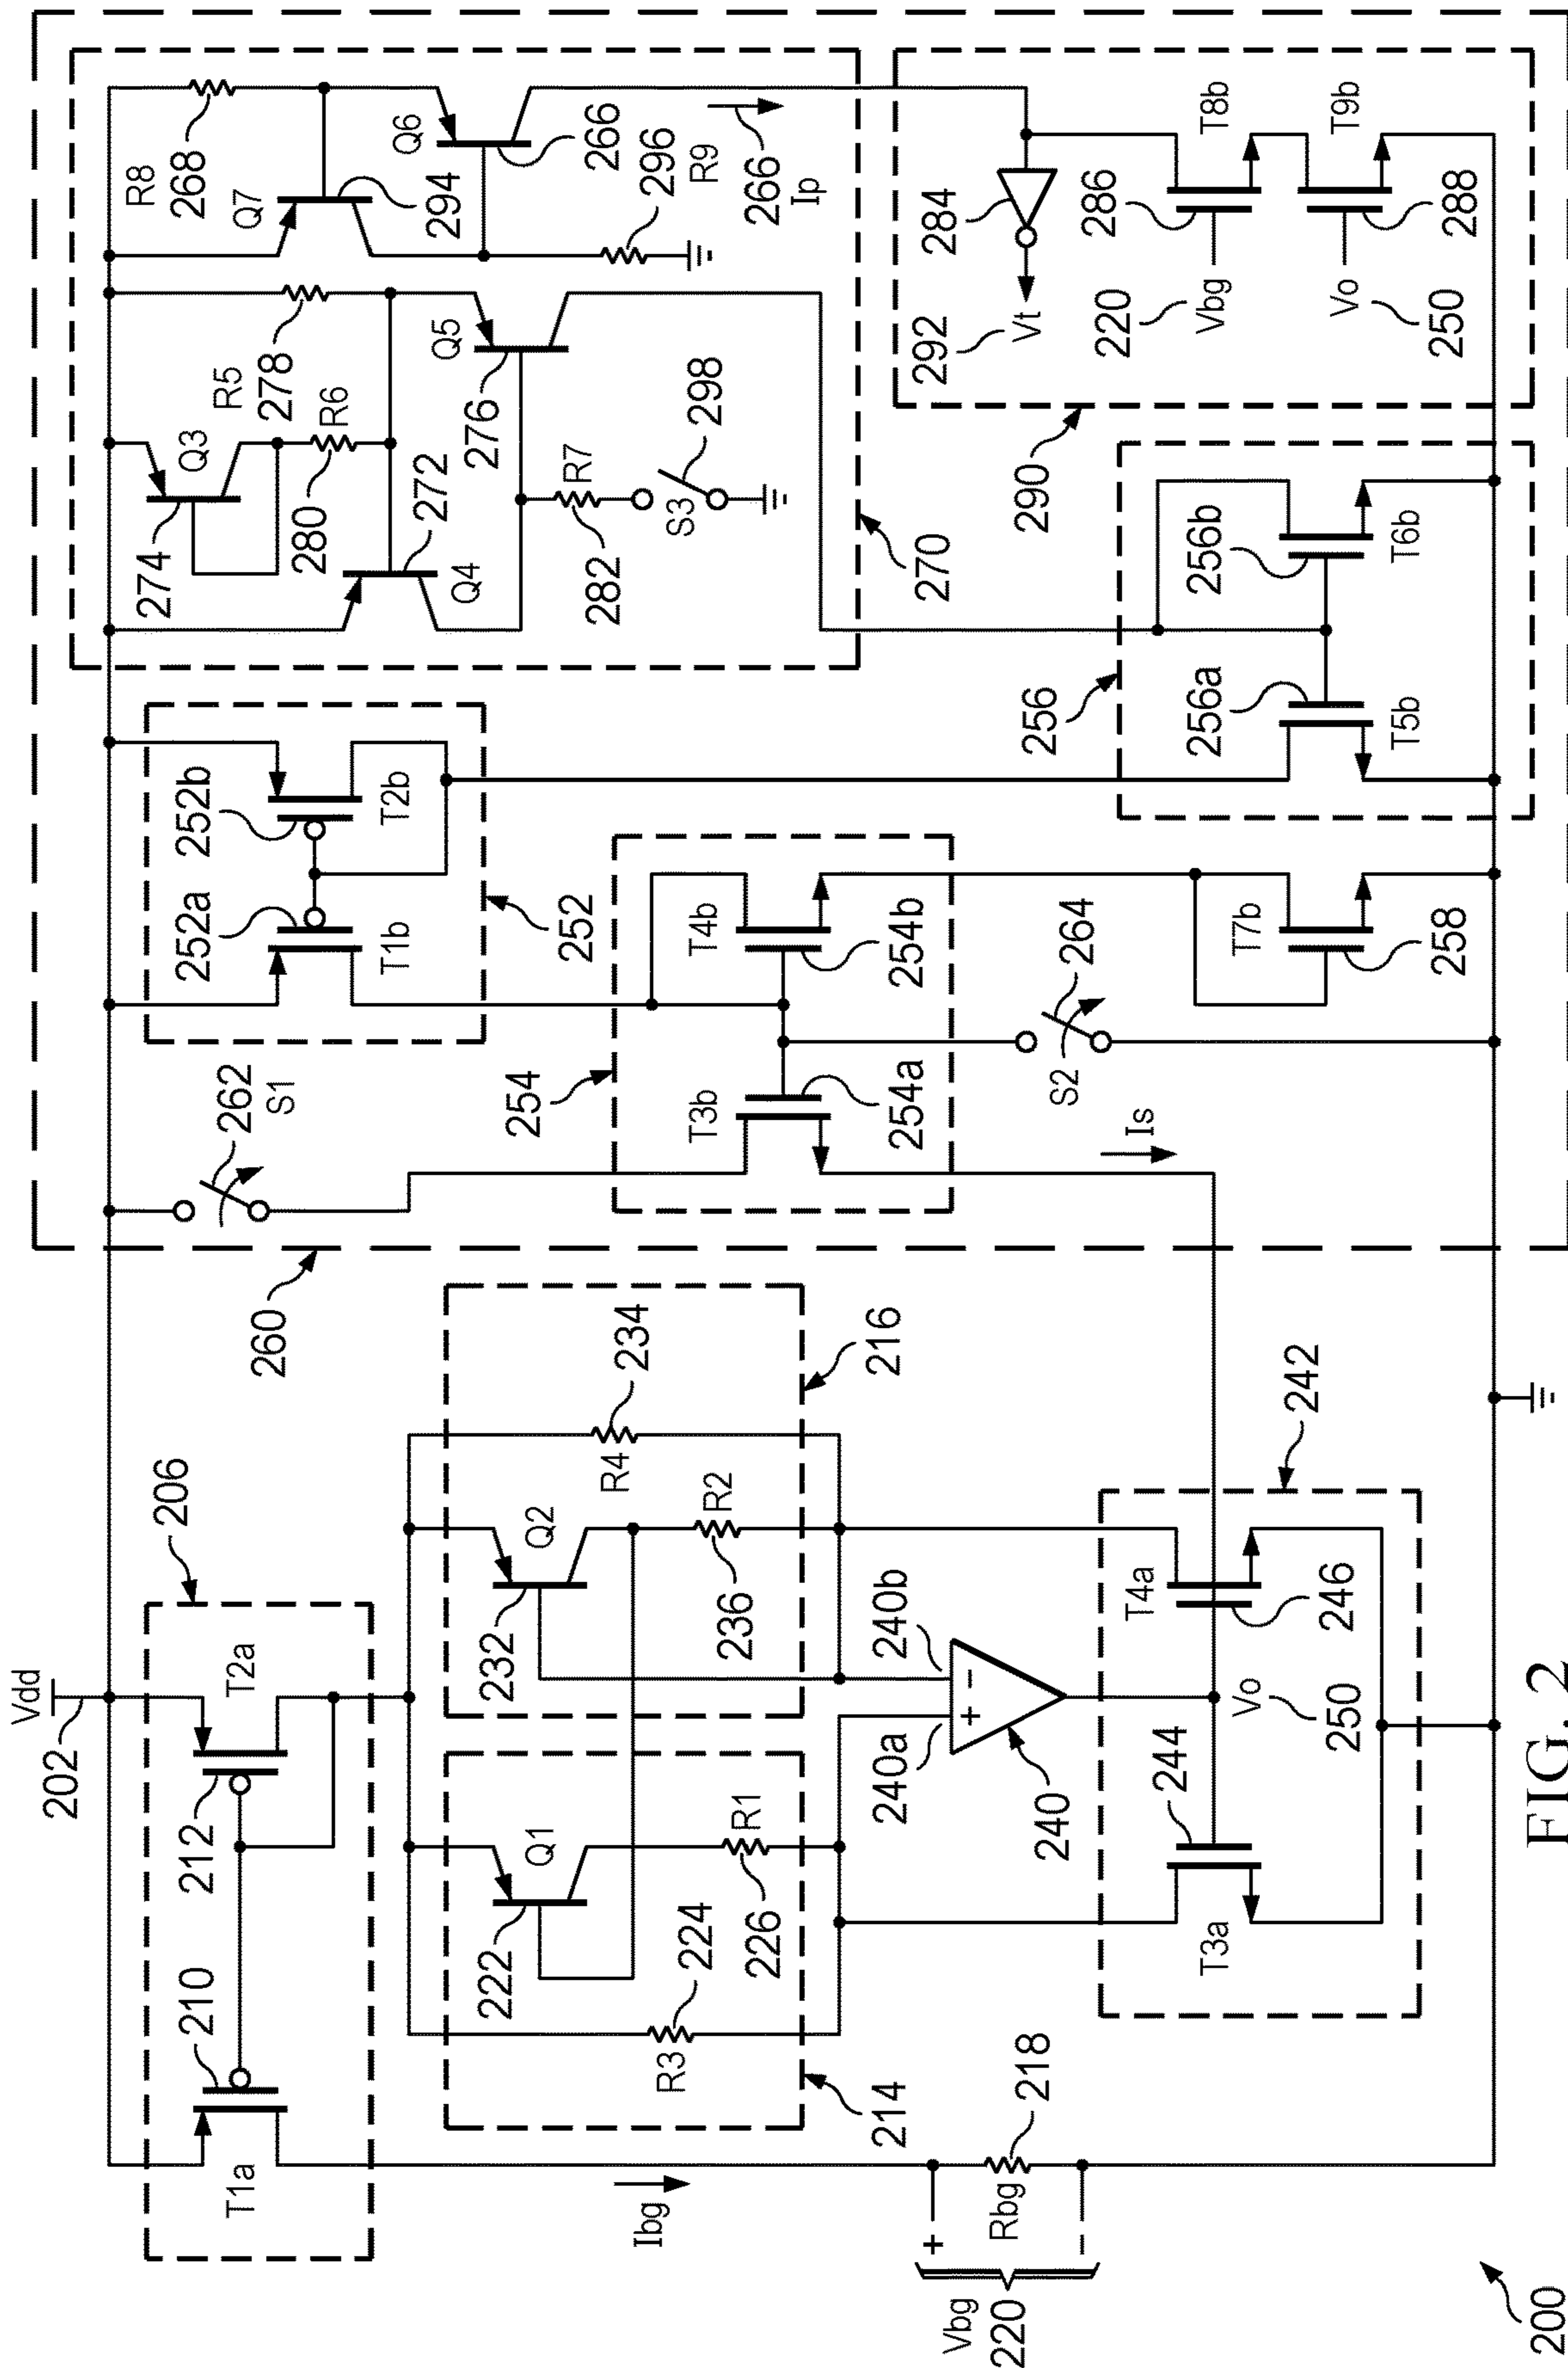 Vdd
202
206
T1a
210
212
T2a
Ibg
Vbg
220
+
-
Rbg
218
214
R3
224
222
Q1
226
R1
232
Q2
236
R2
R4
234
216
240a
+
-
240b
240
242
T3a
244
Vo
250
T4a
246
260
262
S1
252a
T1b
252b
T2b
252
254
T3b
254a
T4b
254b
Is
S2
264
T7b
258
256
256a
T5b
256b
T6b
270
274
Q3
R5
278
R6
280
272
Q4
276
Q5
R7
282
S3
298
R8
268
Q7
294
Q6
266
296
R9
266
Ip
290
284
292
Vt
286
T8b
220
Vbg
288
T9b
Vo
250
200
FIG. 2